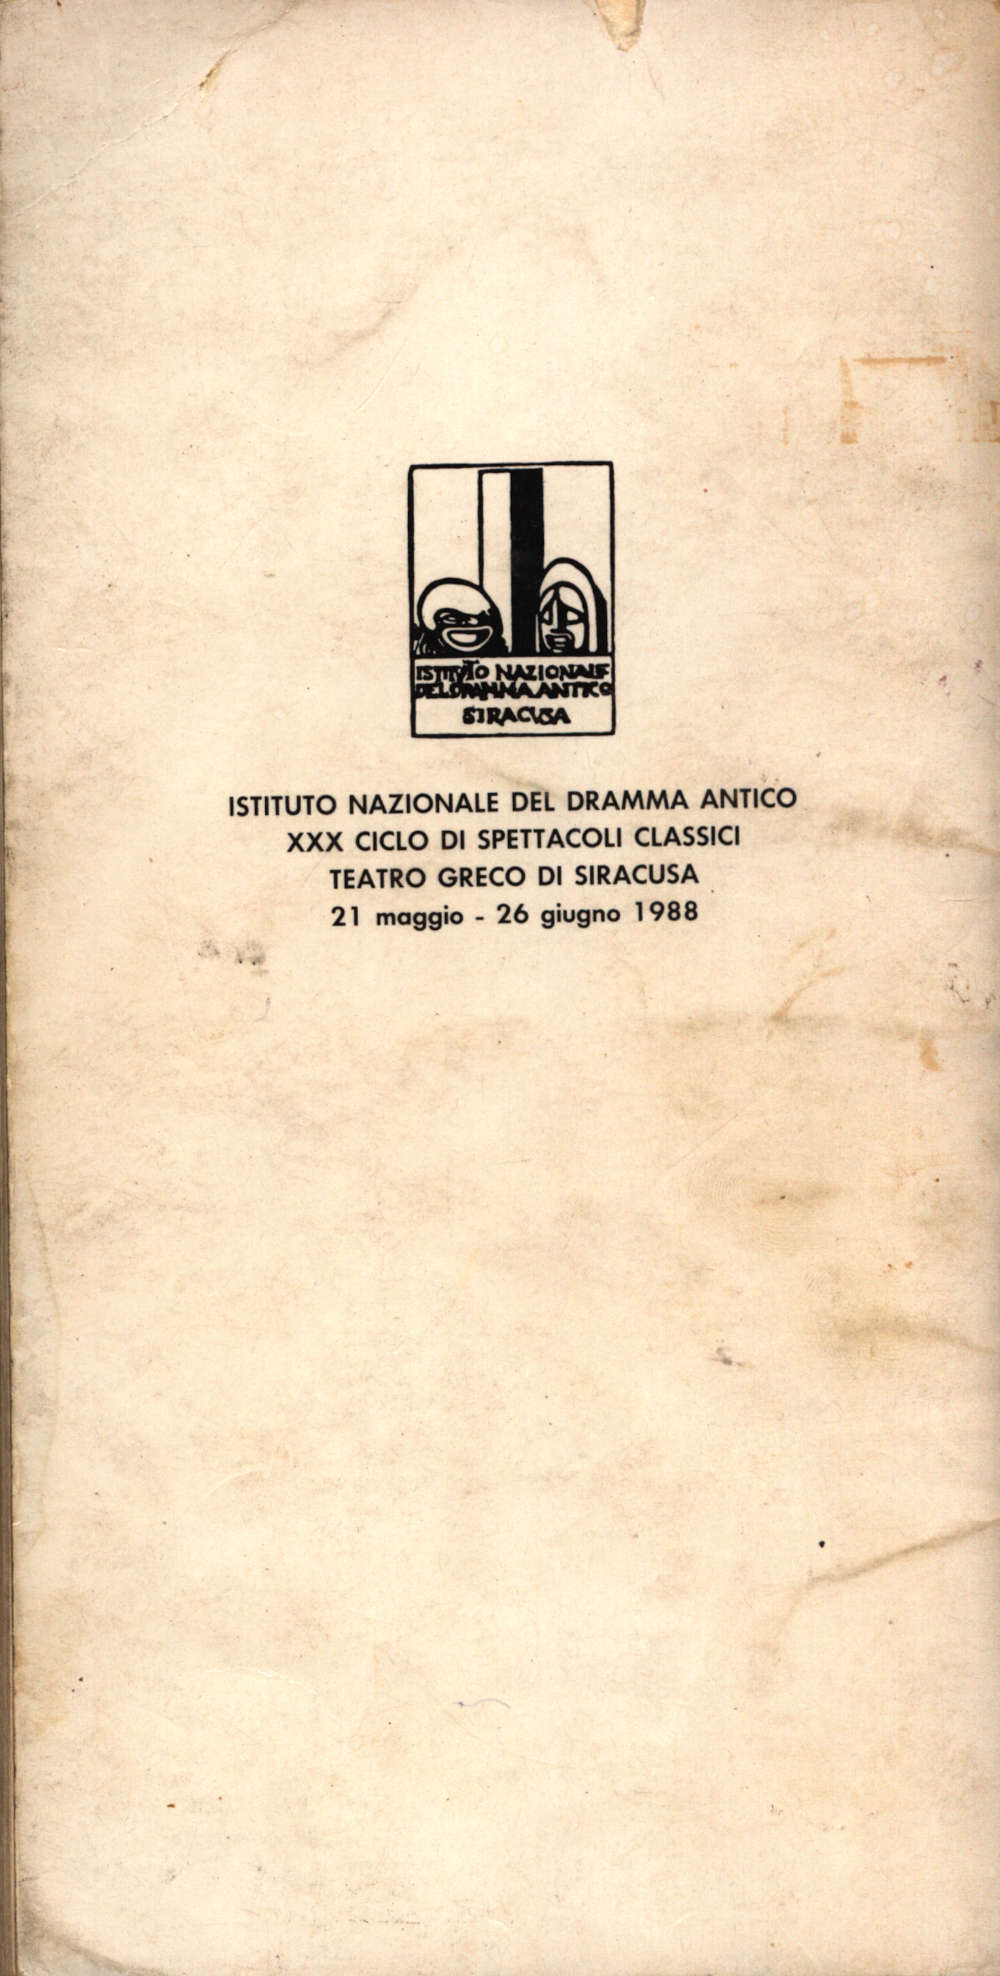 ISTITUTO NAZIONALE
DEL DRAMMA ANTICO
SIRACUSA
ISTITUTO NAZIONALE DEL DRAMMA ANTICO
XXX CICLO DI SPETTACOLI CLASSICI
TEATRO GRECO DI SIRACUSA
21 maggio - 26 giugno 1988